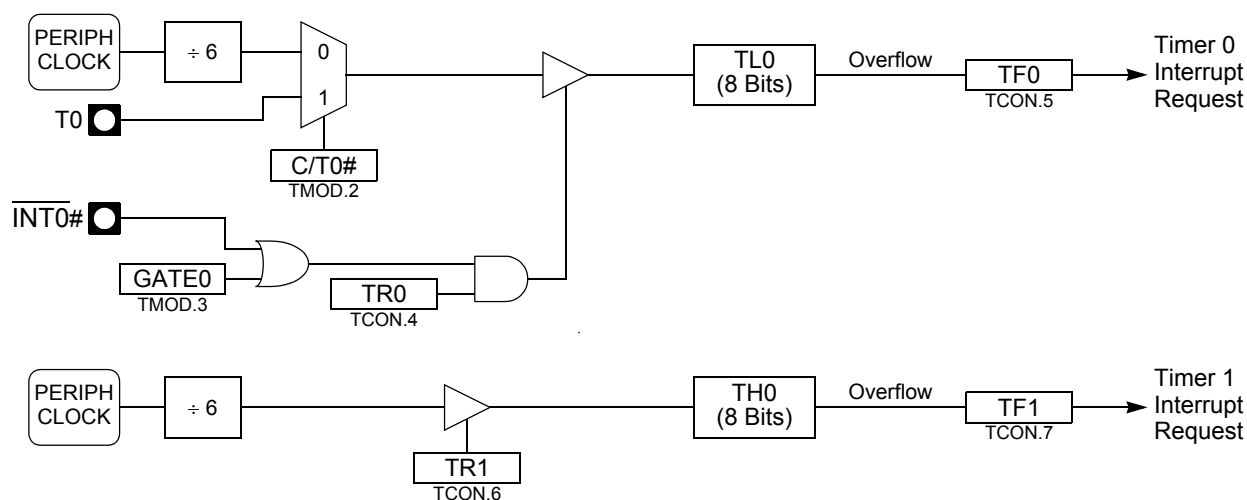 PERIPH
CLOCK
÷ 6
0
1
T0
C/T0#
TMOD.2
INT0#
GATE0
TMOD.3
TR0
TCON.4
TL0
(8 Bits)
Overflow
TF0
TCON.5
Timer 0
Interrupt
Request
PERIPH
CLOCK
÷ 6
TR1
TCON.6
TH0
(8 Bits)
Overflow
TF1
TCON.7
Timer 1
Interrupt
Request